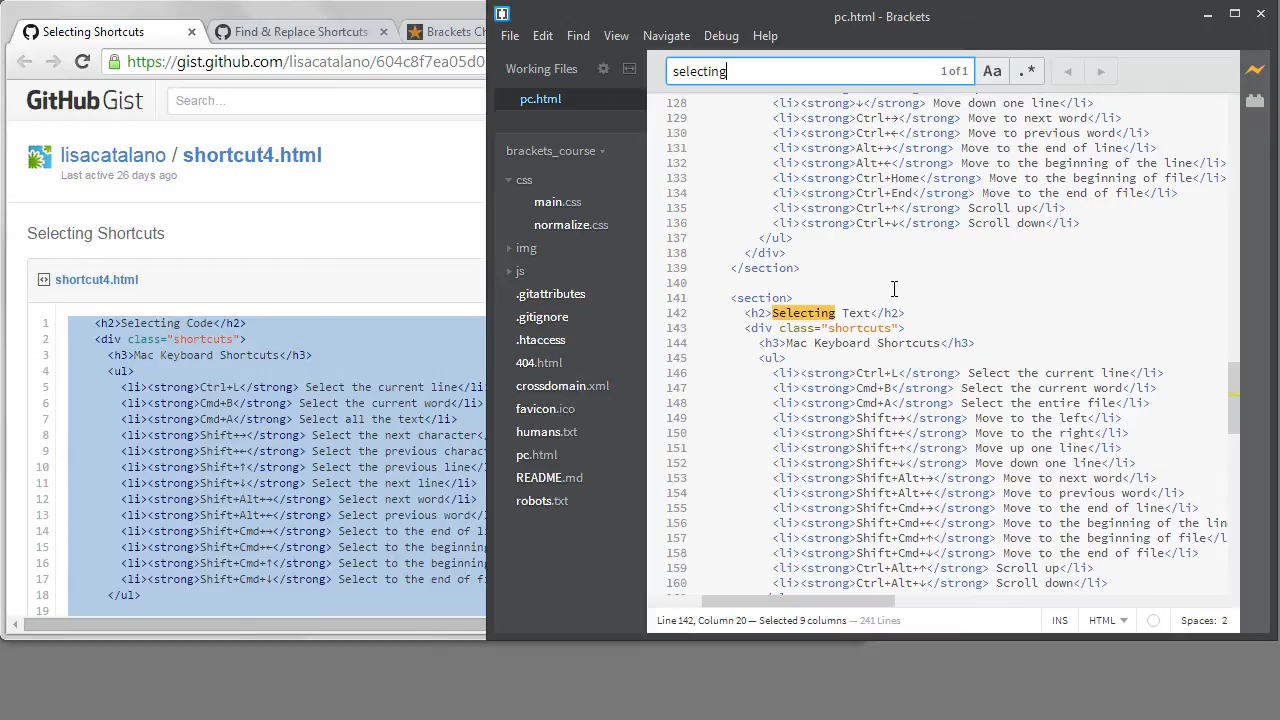 Selecting Shortcuts
Find & Replace Shortcuts
Brackets Ch
https://gist.github.com/lisacatalano/604c8f7ea05d0
GitHub Gist
Search...
lisacatalano / shortcut4.html
Last active 26 days ago
Selecting Shortcuts
shortcut4.html
1 <h2>Selecting Code</h2>
2 <div class="shortcuts">
3 <h3>Mac Keyboard Shortcuts</h3>
4 <ul>
5 <li><strong>Ctrl+L</strong> Select the current line</li>
6 <li><strong>Cmd+B</strong> Select the current word</li>
7 <li><strong>Cmd+A</strong> Select all the text</li>
8 <li><strong>Shift+→</strong> Select the next character<
9 <li><strong>Shift+←</strong> Select the previous charac
10 <li><strong>Shift+↑</strong> Select the previous line</
11 <li><strong>Shift+↓</strong> Select the next line</li>
12 <li><strong>Shift+Alt+→</strong> Select next word</li>
13 <li><strong>Shift+Alt+←</strong> Select previous word</
14 <li><strong>Shift+Cmd+→</strong> Select to the end of l
15 <li><strong>Shift+Cmd+←</strong> Select to the beginning
16 <li><strong>Shift+Cmd+↑</strong> Select to the beginning
17 <li><strong>Shift+Cmd+↓</strong> Select to the end of f
18 </ul>
19
pc.html - Brackets
File Edit Find View Navigate Debug Help
Working Files
pc.html
brackets_course
css
main.css
normalize.css
img
js
.gitattributes
.gitignore
.htaccess
404.html
crossdomain.xml
favicon.ico
humans.txt
pc.html
README.md
robots.txt
selecting 1 of 1 Aa .*
128 <li><strong>↓</strong> Move down one line</li>
129 <li><strong>Ctrl+→</strong> Move to next word</li>
130 <li><strong>Ctrl+←</strong> Move to previous word</li>
131 <li><strong>Alt+→</strong> Move to the end of line</li>
132 <li><strong>Alt+←</strong> Move to the beginning of the line</li>
133 <li><strong>Ctrl+Home</strong> Move to the beginning of file</li>
134 <li><strong>Ctrl+End</strong> Move to the end of file</li>
135 <li><strong>Ctrl+↑</strong> Scroll up</li>
136 <li><strong>Ctrl+↓</strong> Scroll down</li>
137 </ul>
138 </div>
139 </section>
140
141 <section>
142 <h2>Selecting Text</h2>
143 <div class="shortcuts">
144 <h3>Mac Keyboard Shortcuts</h3>
145 <ul>
146 <li><strong>Ctrl+L</strong> Select the current line</li>
147 <li><strong>Cmd+B</strong> Select the current word</li>
148 <li><strong>Cmd+A</strong> Select the entire file</li>
149 <li><strong>Shift+→</strong> Move to the left</li>
150 <li><strong>Shift+←</strong> Move to the right</li>
151 <li><strong>Shift+↑</strong> Move up one line</li>
152 <li><strong>Shift+↓</strong> Move down one line</li>
153 <li><strong>Shift+Alt+→</strong> Move to next word</li>
154 <li><strong>Shift+Alt+←</strong> Move to previous word</li>
155 <li><strong>Shift+Cmd+→</strong> Move to the end of line</li>
156 <li><strong>Shift+Cmd+←</strong> Move to the beginning of the lin
157 <li><strong>Shift+Cmd+↑</strong> Move to the beginning of file</l
158 <li><strong>Shift+Cmd+↓</strong> Move to the end of file</li>
159 <li><strong>Ctrl+Alt+↑</strong> Scroll up</li>
160 <li><strong>Ctrl+Alt+↓</strong> Scroll down</li>
Line 142, Column 20 — Selected 9 columns — 241 Lines
INS HTML Spaces: 2